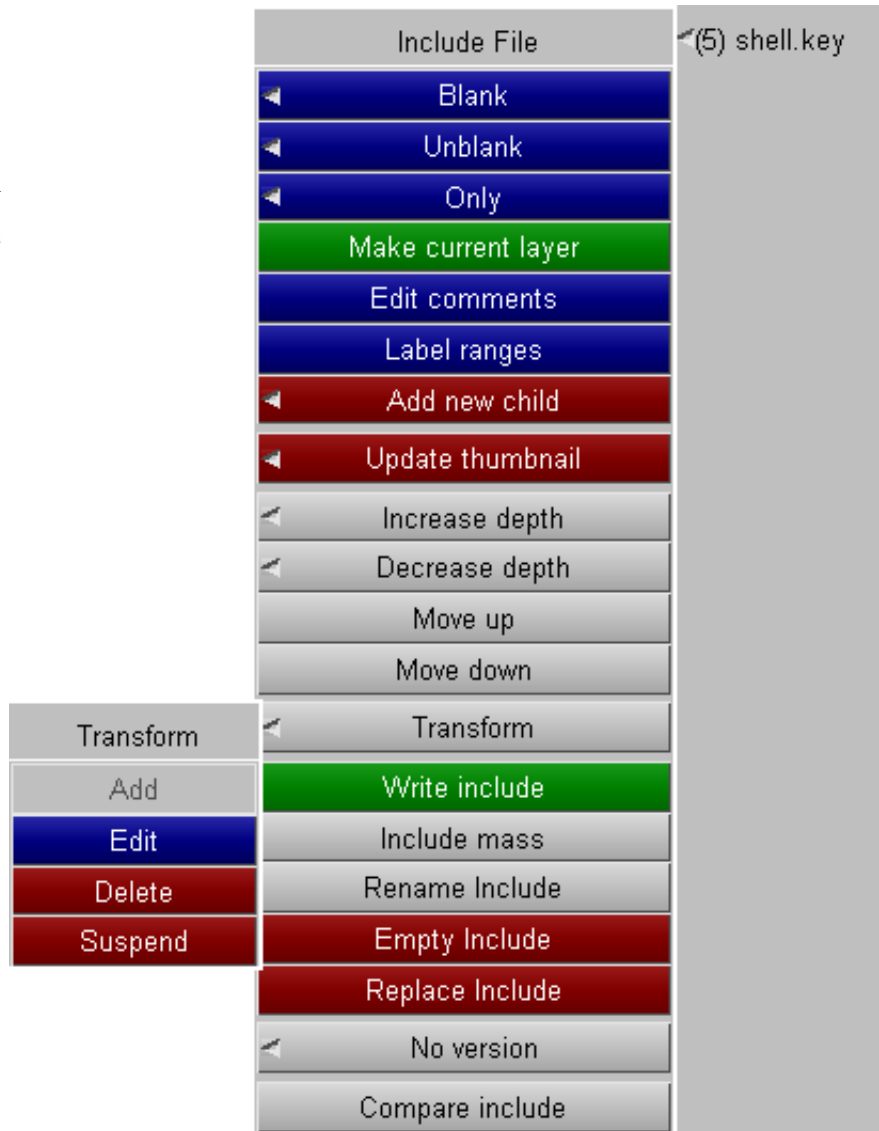 Include File
Blank
Unblank
Only
Make current layer
Edit comments
Label ranges
Add new child
Update thumbnail
Increase depth
Decrease depth
Move up
Move down
Transform
Write include
Include mass
Rename Include
Empty Include
Replace Include
No version
Compare include
(5) shell.key
Transform
Add
Edit
Delete
Suspend